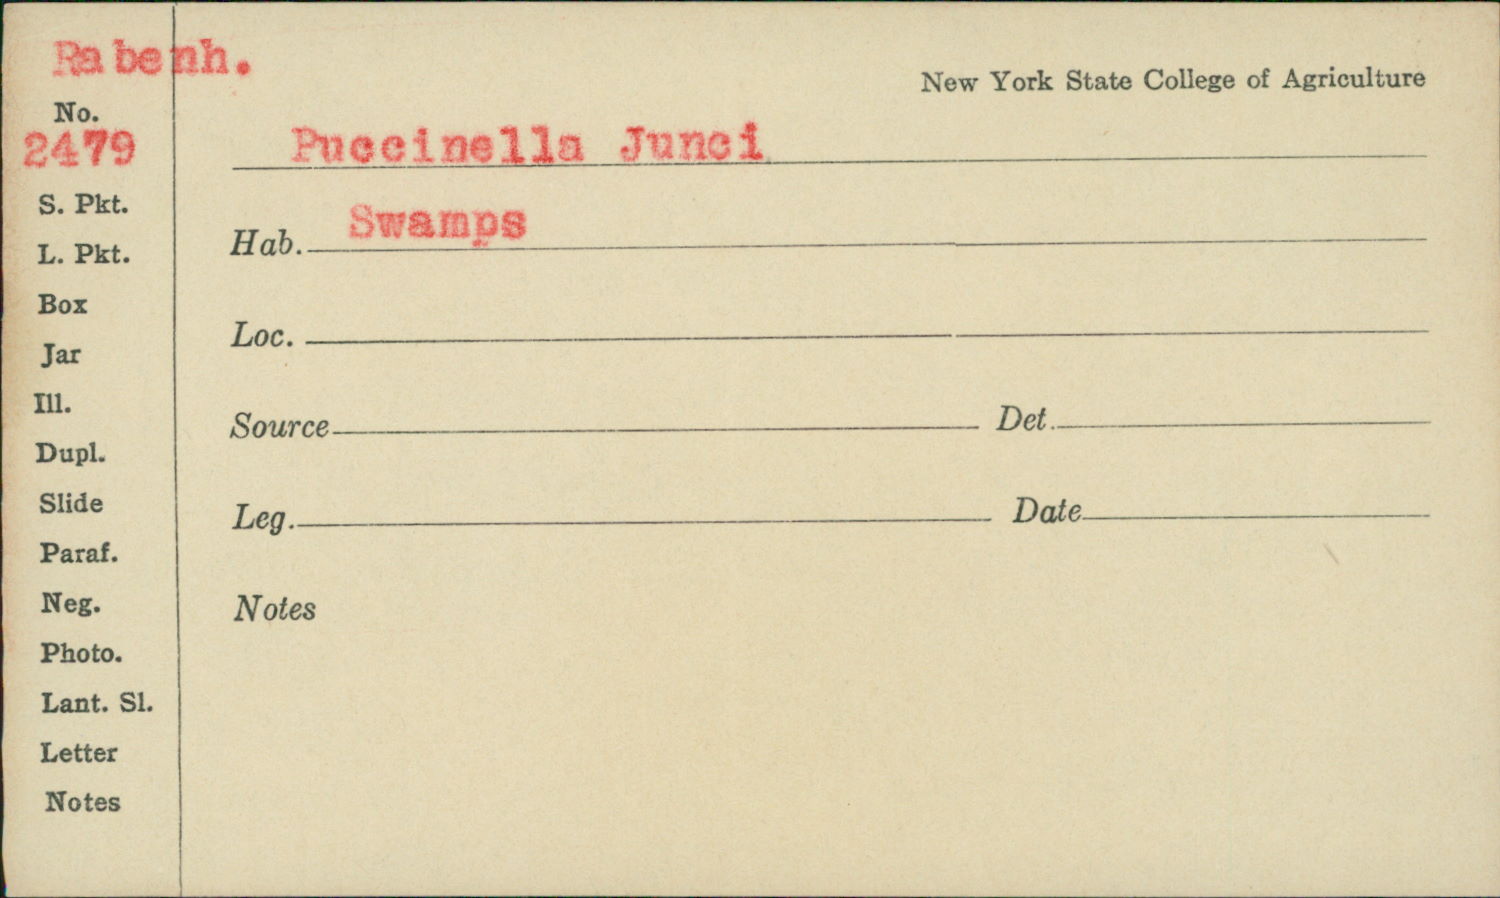 Rabenh.
New York State College of Agriculture
No.
2479
Puccinella Junci
S. Pkt.
Hab. Swamps
L. Pkt.
Box
Loc.
Jar
Ill.
Source Det.
Dupl.
Slide
Leg. Date
Paraf.
Neg.
Notes
Photo.
Lant. Sl.
Letter
Notes